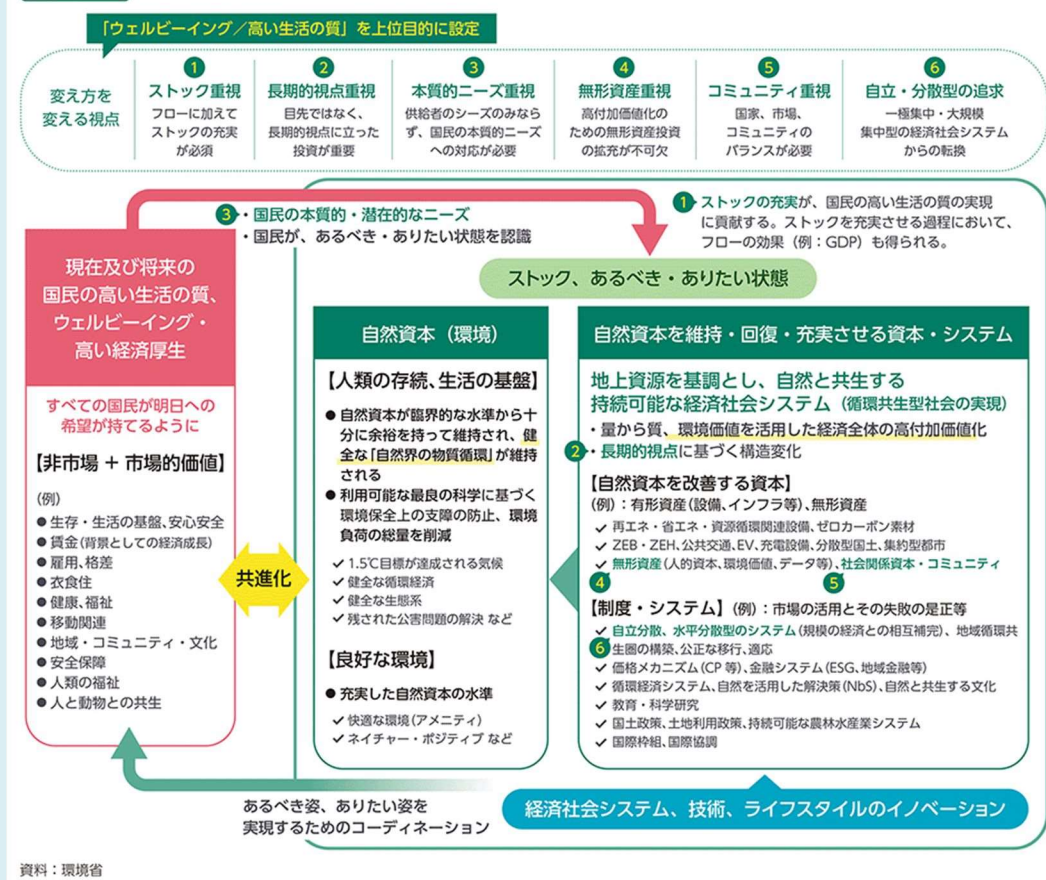 「ウェルビーイング／高い生活の質」を上位目的に設定
変え方を
変える視点
1
ストック重視
フローに加えて
ストックの充実
が必須
2
長期的視点重視
目先ではなく、
長期的視点に立った
投資が重要
3
本質的ニーズ重視
供給者のシーズのみなら
ず、国民の本質的ニーズ
への対応が必要
4
無形資産重視
高付加価値化の
ための無形資産投資
の拡充が不可欠
5
コミュニティ重視
国家、市場、
コミュニティの
バランスが必要
6
自立・分散型の追求
一極集中・大規模
集中型の経済社会システム
からの転換
3 ・国民の本質的・潜在的なニーズ
・国民が、あるべき・ありたい状態を認識
1 ・ストックの充実が、国民の高い生活の質の実現
に貢献する。ストックを充実させる過程において、
フローの効果（例：GDP）も得られる。
ストック、あるべき・ありたい状態
現在及び将来の
国民の高い生活の質、
ウェルビーイング・
高い経済厚生
すべての国民が明日への
希望が持てるように
【非市場 ＋ 市場的価値】
(例)
● 生存・生活の基盤、安心安全
● 賃金(背景としての経済成長)
● 雇用、格差
● 衣食住
● 健康、福祉
● 移動関連
● 地域・コミュニティ・文化
● 安全保障
● 人類の福祉
● 人と動物との共生
共進化
自然資本（環境）
【人類の存続、生活の基盤】
● 自然資本が臨界的な水準から十
分に余裕を持って維持され、健
全な「自然界の物質循環」が維持
される
● 利用可能な最良の科学に基づく
環境保全上の支障の防止、環境
負荷の総量を削減
✓ 1.5℃目標が達成される気候
✓ 健全な循環経済
✓ 健全な生態系
✓ 残された公害問題の解決 など
【良好な環境】
● 充実した自然資本の水準
✓ 快適な環境(アメニティ)
✓ ネイチャー・ポジティブ など
自然資本を維持・回復・充実させる資本・システム
地上資源を基調とし、自然と共生する
持続可能な経済社会システム（循環共生型社会の実現）
・量から質、環境価値を活用した経済全体の高付加価値化
2 ・長期的視点に基づく構造変化
【自然資本を改善する資本】
(例)：有形資産(設備、インフラ等)、無形資産
✓ 再エネ・省エネ・資源循環関連設備、ゼロカーボン素材
✓ ZEB・ZEH、公共交通、EV、充電設備、分散型国土、集約型都市
✓ 無形資産(人的資本、環境価値、データ等)、社会関係資本・コミュニティ
4
5
【制度・システム】(例)：市場の活用とその失敗の是正等
✓ 自立分散、水平分散型のシステム(規模の経済との相互補完)、地域循環共
6 生圏の構築、公正な移行、適応
✓ 価格メカニズム(CP 等)、金融システム(ESG、地域金融等)
✓ 循環経済システム、自然を活用した解決策(NbS)、自然と共生する文化
✓ 教育・科学研究
✓ 国土政策、土地利用政策、持続可能な農林水産業システム
✓ 国際枠組、国際協調
あるべき姿、ありたい姿を
実現するためのコーディネーション
経済社会システム、技術、ライフスタイルのイノベーション
資料：環境省